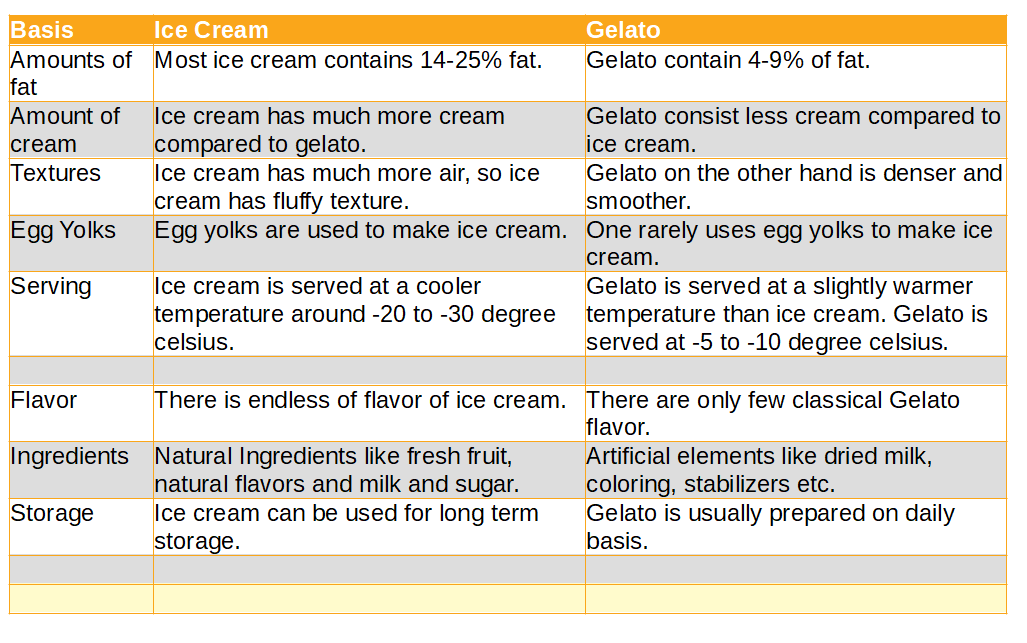 Basis Ice Cream Gelato
Amounts of fat Most ice cream contains 14-25% fat. Gelato contain 4-9% of fat.
Amount of cream Ice cream has much more cream compared to gelato. Gelato consist less cream compared to ice cream.
Textures Ice cream has much more air, so ice cream has fluffy texture. Gelato on the other hand is denser and smoother.
Egg Yolks Egg yolks are used to make ice cream. One rarely uses egg yolks to make ice cream.
Serving Ice cream is served at a cooler temperature around -20 to -30 degree celsius. Gelato is served at a slightly warmer temperature than ice cream. Gelato is served at -5 to -10 degree celsius.
Flavor There is endless of flavor of ice cream. There are only few classical Gelato flavor.
Ingredients Natural Ingredients like fresh fruit, natural flavors and milk and sugar. Artificial elements like dried milk, coloring, stabilizers etc.
Storage Ice cream can be used for long term storage. Gelato is usually prepared on daily basis.